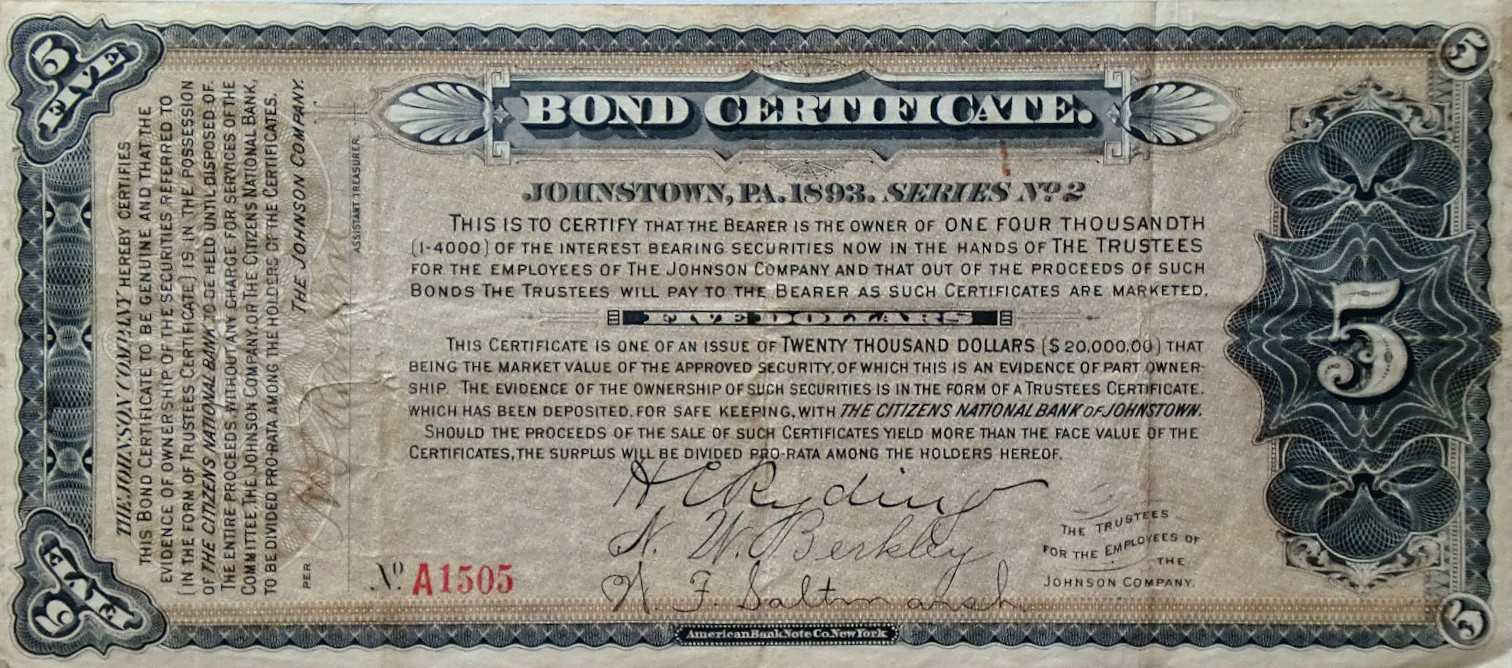 5
FIVE
5
THE JOHNSON COMPANY HEREBY CERTIFIES
THIS BOND CERTIFICATE TO BE GENUINE AND THAT THE
EVIDENCE OF OWNERSHIP OF THE SECURITIES REFERRED TO
(IN THE FORM OF TRUSTEES CERTIFICATE) IS IN THE POSSESSION
OF THE CITIZENS NATIONAL BANK TO BE HELD UNTIL DISPOSED OF.
THE ENTIRE PROCEEDS, WITHOUT ANY CHARGE FOR SERVICES OF THE
COMMITTEE, THE JOHNSON COMPANY, OR THE CITIZENS NATIONAL BANK,
TO BE DIVIDED PRO-RATA AMONG THE HOLDERS OF THE CERTIFICATES.
THE JOHNSON COMPANY.
PER
ASSISTANT TREASURER.
BOND CERTIFICATE.
JOHNSTOWN, PA. 1893. SERIES No 2
THIS IS TO CERTIFY THAT THE BEARER IS THE OWNER OF ONE FOUR THOUSANDTH
(1-4000) OF THE INTEREST BEARING SECURITIES NOW IN THE HANDS OF THE TRUSTEES
FOR THE EMPLOYEES OF THE JOHNSON COMPANY AND THAT OUT OF THE PROCEEDS OF SUCH
BONDS THE TRUSTEES WILL PAY TO THE BEARER AS SUCH CERTIFICATES ARE MARKETED,
FIVE DOLLARS
5
THIS CERTIFICATE IS ONE OF AN ISSUE OF TWENTY THOUSAND DOLLARS ($20,000.00) THAT
BEING THE MARKET VALUE OF THE APPROVED SECURITY, OF WHICH THIS IS AN EVIDENCE OF PART OWNER-
SHIP. THE EVIDENCE OF THE OWNERSHIP OF SUCH SECURITIES IS IN THE FORM OF A TRUSTEES CERTIFICATE.
WHICH HAS BEEN DEPOSITED, FOR SAFE KEEPING, WITH THE CITIZENS NATIONAL BANK OF JOHNSTOWN.
SHOULD THE PROCEEDS OF THE SALE OF SUCH CERTIFICATES YIELD MORE THAN THE FACE VALUE OF THE
CERTIFICATES, THE SURPLUS WILL BE DIVIDED PRO-RATA AMONG THE HOLDERS HEREOF.
H C Ryding
N. W. Berkley
W. F. Saltmarsh
THE TRUSTEES
FOR THE EMPLOYEES OF
THE
JOHNSON COMPANY.
No A1505
5
FIVE
5
American Bank Note Co. New York